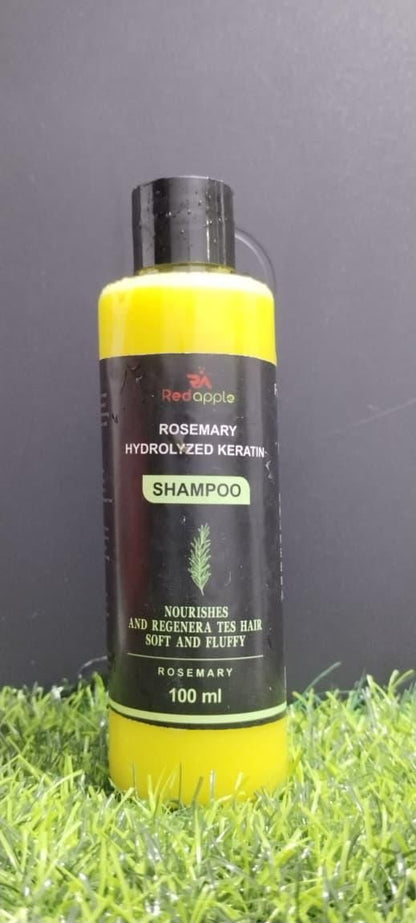 RA
Redapple
ROSEMARY
HYDROLYZED KERATIN
SHAMPOO
NOURISHES
AND REGENERA TES HAIR
SOFT AND FLUFFY
ROSEMARY
100 ml